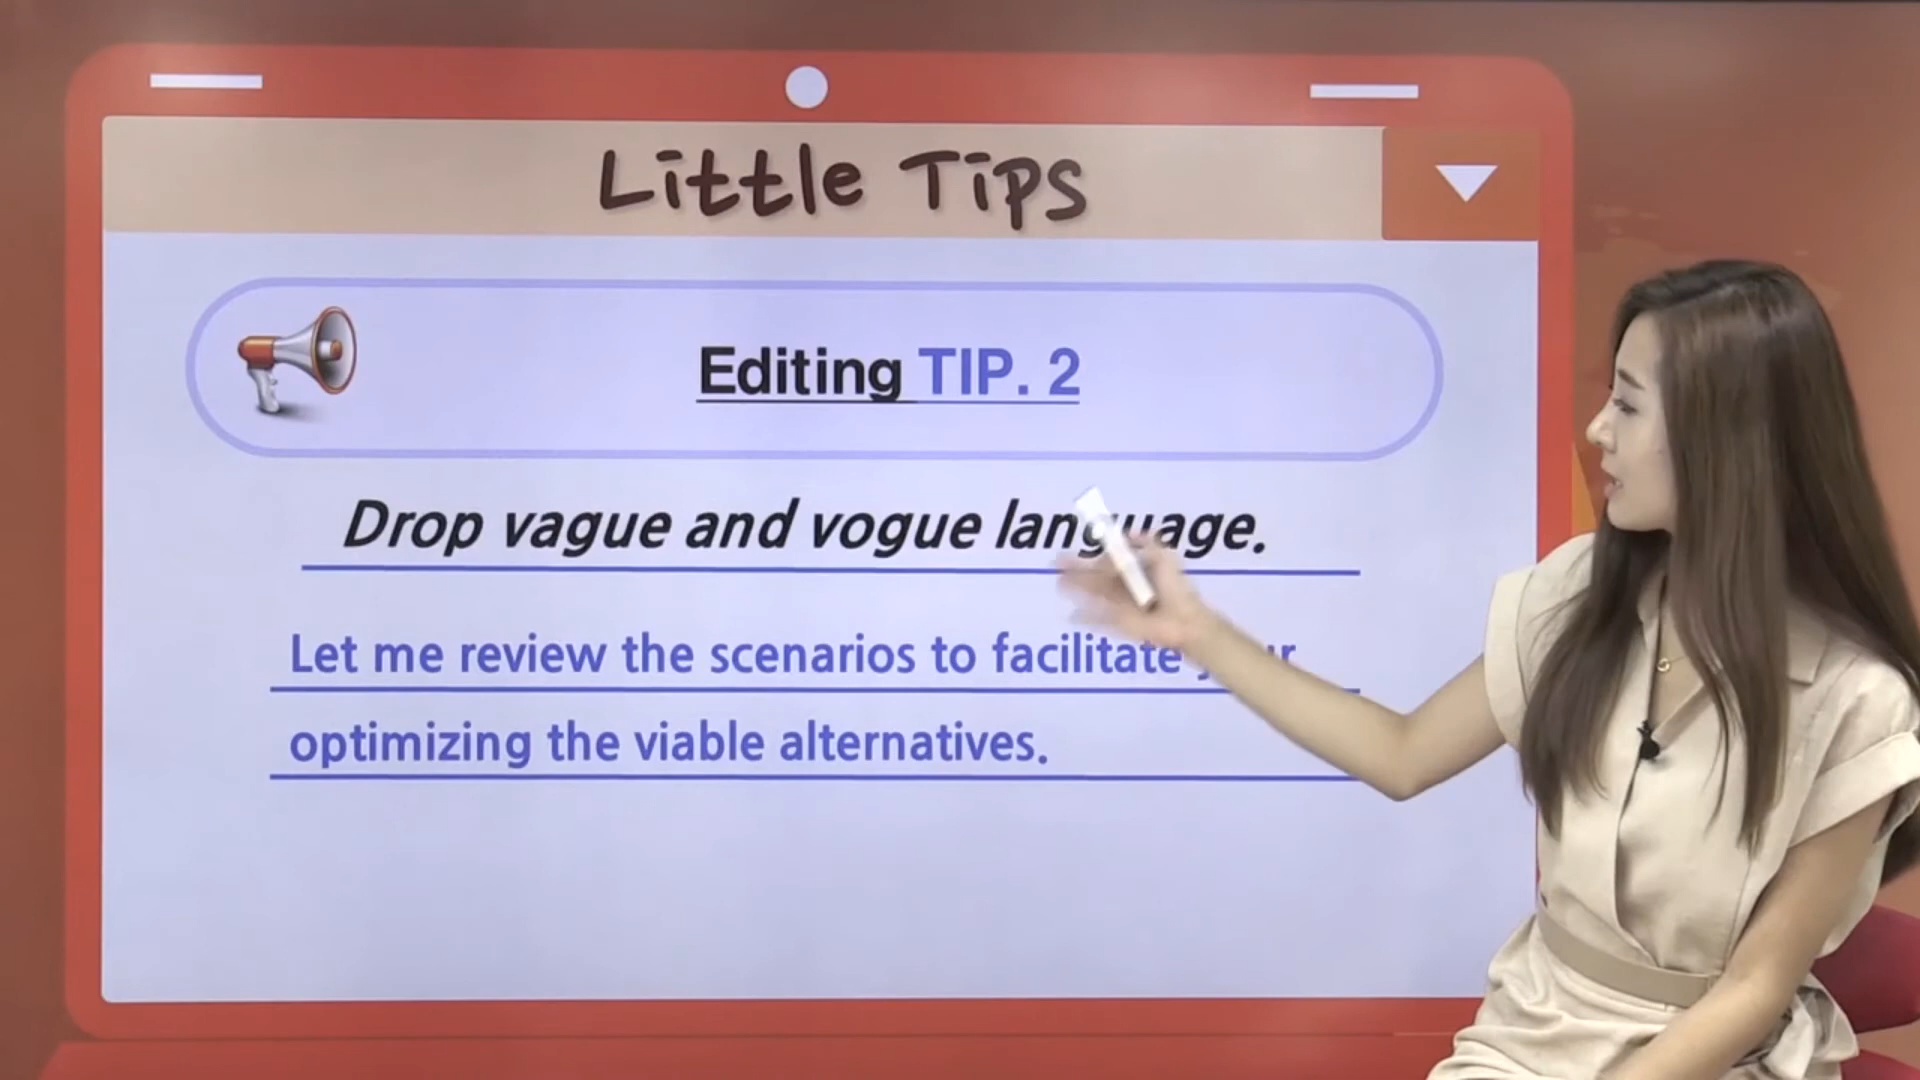 Little Tips
Editing TIP. 2
Drop vague and vogue language.
Let me review the scenarios to facilitate
optimizing the viable alternatives.